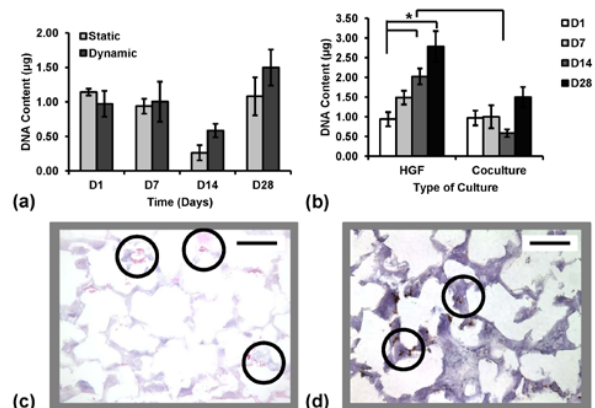 Static
Dynamic
DNA Content (µg)
2.00
1.50
1.00
0.50
0.00
D1 D7 D14 D28
Time (Days)
(a)
*
D1
D7
D14
D28
DNA Content (µg)
3.50
3.00
2.50
2.00
1.50
1.00
0.50
0.00
HGF Coculture
Type of Culture
(b)
(c)
(d)